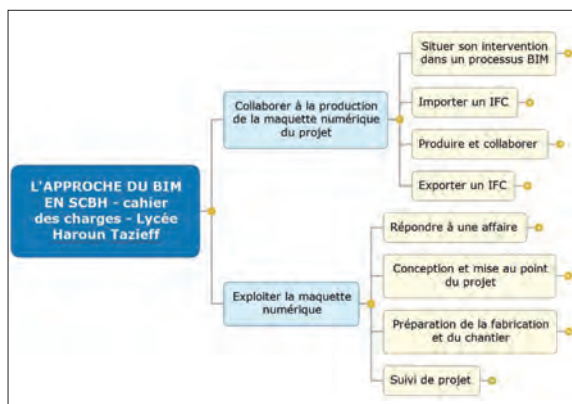 L'APPROCHE DU BIM
EN SCBH - cahier
des charges - Lycée
Haroun Tazieff
Collaborer à la production
de la maquette numérique
du projet
Situer son intervention
dans un processus BIM
Importer un IFC
Produire et collaborer
Exporter un IFC
Exploiter la maquette
numérique
Répondre à une affaire
Conception et mise au point
du projet
Préparation de la fabrication
et du chantier
Suivi de projet